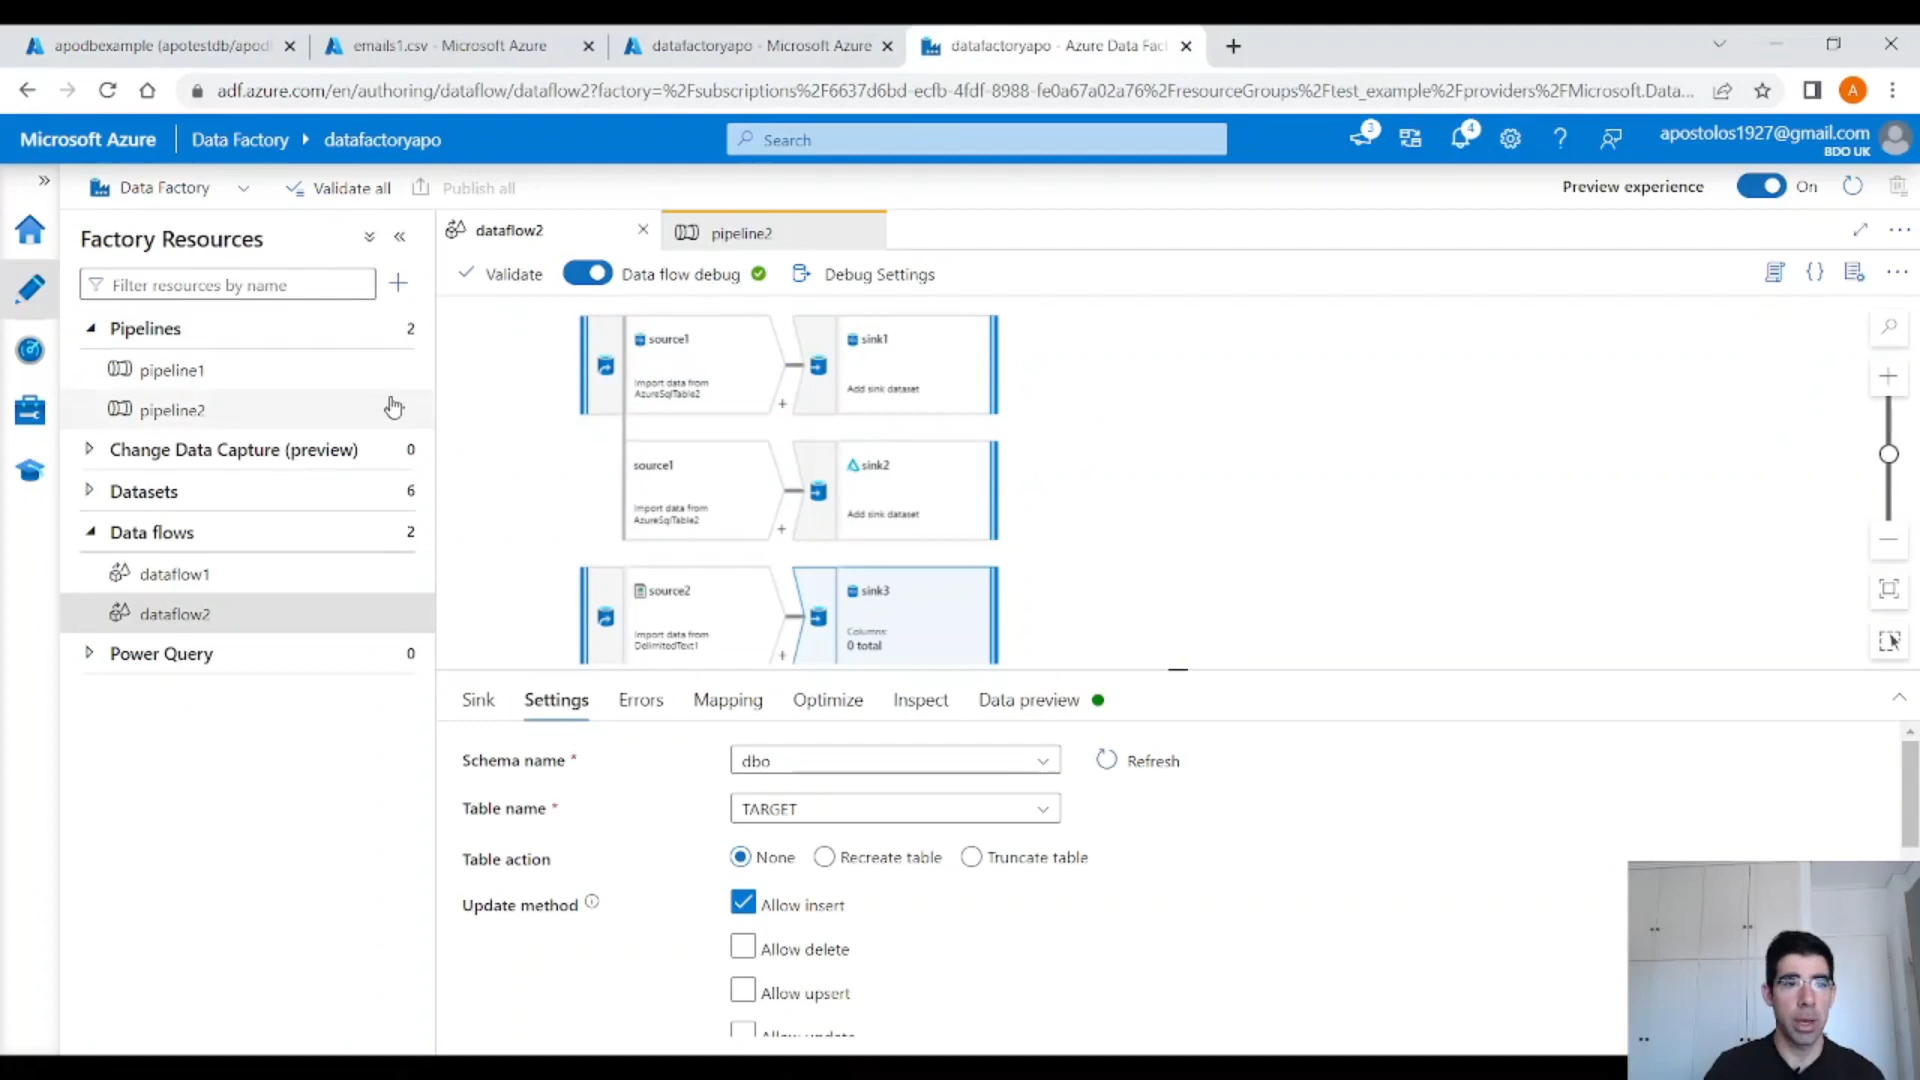 apodbexample (apotestdb/apod
emails1.csv - Microsoft Azure
datafactoryapo - Microsoft Azure
datafactoryapo - Azure Data Fact
adf.azure.com/en/authoring/dataflow/dataflow2?factory=%2Fsubscriptions%2F6637d6bd-ecfb-4fdf-8988-fe0a67a02a76%2FresourceGroups%2Ftest_example%2Fproviders%2FMicrosoft.Data...
A
Microsoft Azure
Data Factory
datafactoryapo
Search
3
4
apostolos1927@gmail.com
BDO UK
Data Factory
Validate all
Publish all
Preview experience
On
Factory Resources
Filter resources by name
Pipelines 2
pipeline1
pipeline2
Change Data Capture (preview) 0
Datasets 6
Data flows 2
dataflow1
dataflow2
Power Query 0
dataflow2
pipeline2
Validate
Data flow debug
Debug Settings
source1
Import data from
AzureSqlTable2
sink1
Add sink dataset
source1
Import data from
AzureSqlTable2
sink2
Add sink dataset
source2
Import data from
DelimitedText1
sink3
Columns:
0 total
Sink Settings Errors Mapping Optimize Inspect Data preview
Schema name *
dbo
Refresh
Table name *
TARGET
Table action
None
Recreate table
Truncate table
Update method
Allow insert
Allow delete
Allow upsert
Allow update